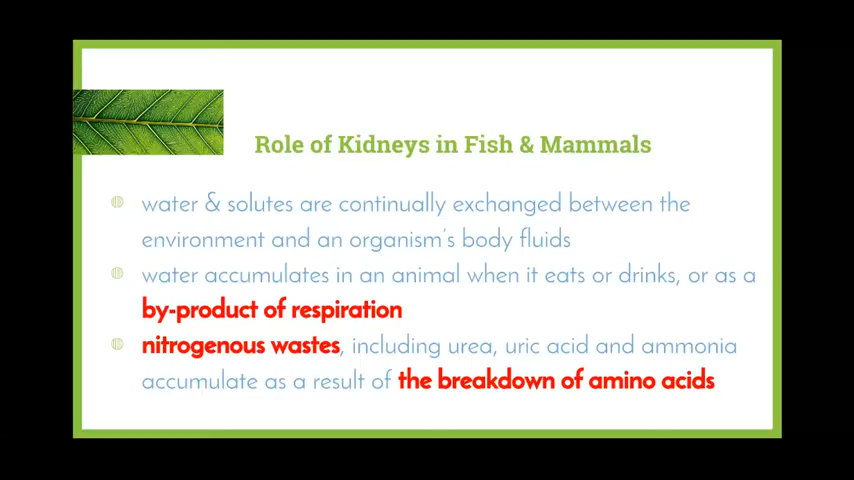 Role of Kidneys in Fish & Mammals
water & solutes are continually exchanged between the
environment and an organism's body fluids
water accumulates in an animal when it eats or drinks, or as a
by-product of respiration
nitrogenous wastes, including urea, uric acid and ammonia
accumulate as a result of the breakdown of amino acids